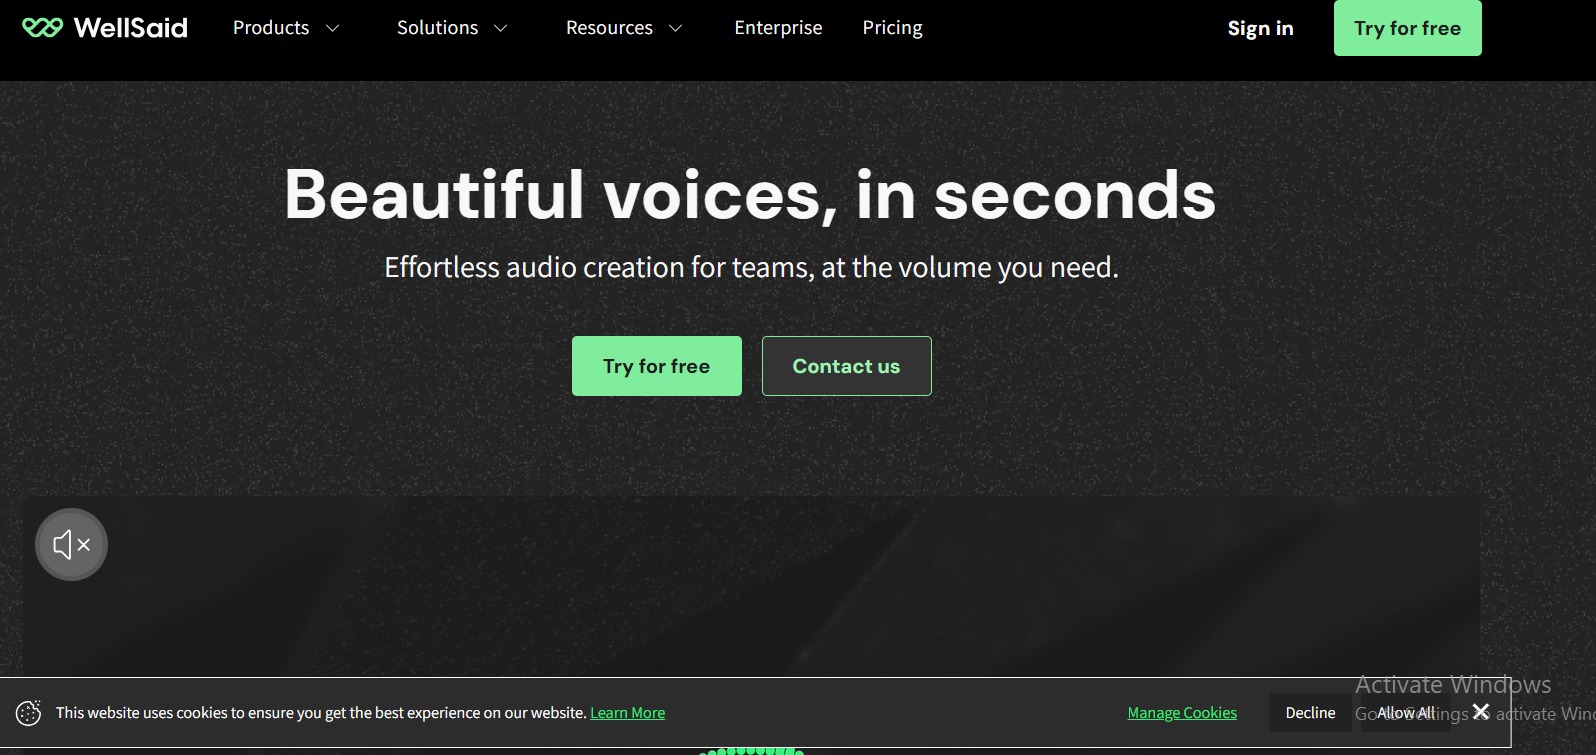 WellSaid Products Solutions Resources Enterprise Pricing Sign in Try for free
Beautiful voices, in seconds
Effortless audio creation for teams, at the volume you need.
Try for free Contact us
Activate Windows
This website uses cookies to ensure you get the best experience on our website. Learn More Manage Cookies Decline Allow All
Go to Settings to activate Win